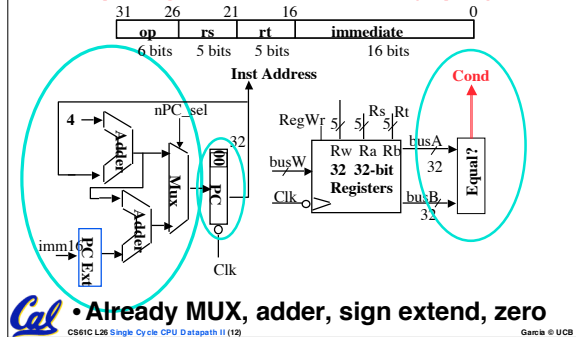 31 26 21 16 0
op rs rt immediate
6 bits 5 bits 5 bits 16 bits
Inst Address
Cond
nPC_sel
4
Adder
32
00
PC
Mux
Adder
imm16
PC Ext
Clk
RegWr 5 5 Rs 5 Rt
busW
Rw Ra Rb
32 32-bit
Registers
Clk
busA
32
busB
32
Equal?
• Already MUX, adder, sign extend, zero
Cal
CS61C L26 Single Cycle CPU Datapath II (12)
Garcia © UCB